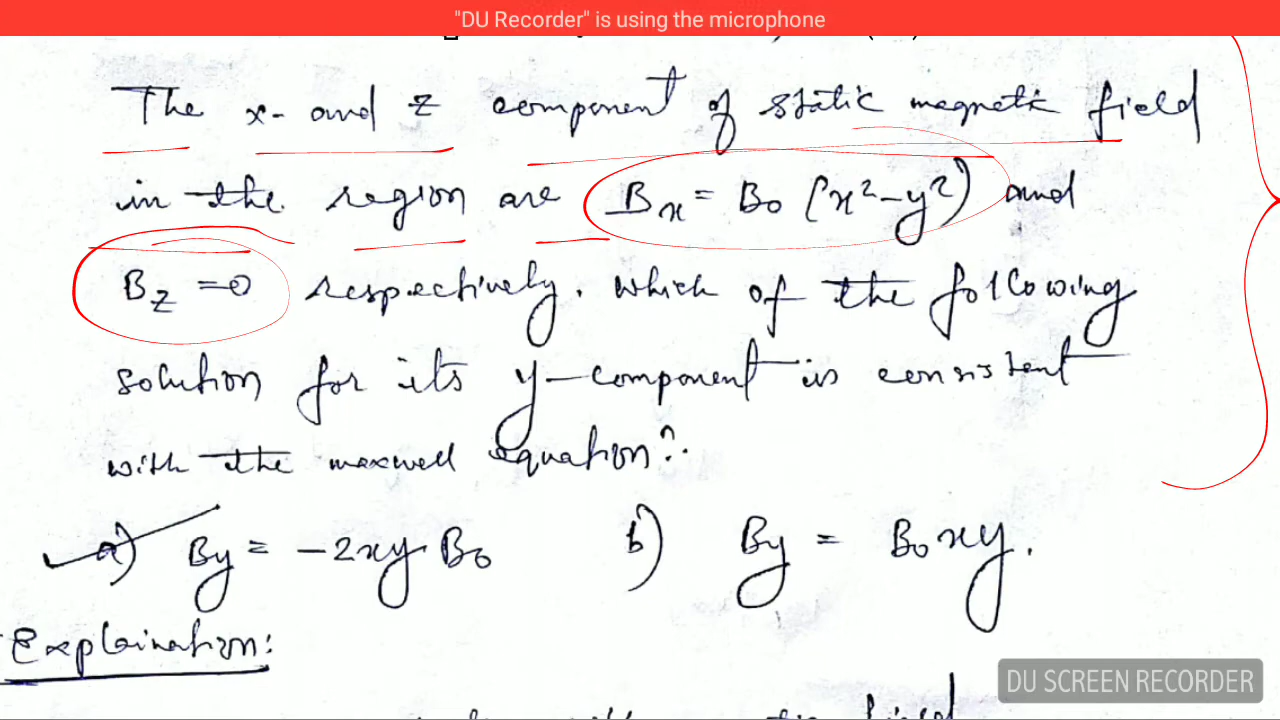 "DU Recorder" is using the microphone
The x- and z component of static magnetic field
in the region are Bx = B0 (x²-y²) and
Bz = 0 respectively. which of the following
solution for its y-component is consistent
with the maxwell equation?
a) By = -2xy B0 b) By = B0xy.
Explaination:
DU SCREEN RECORDER